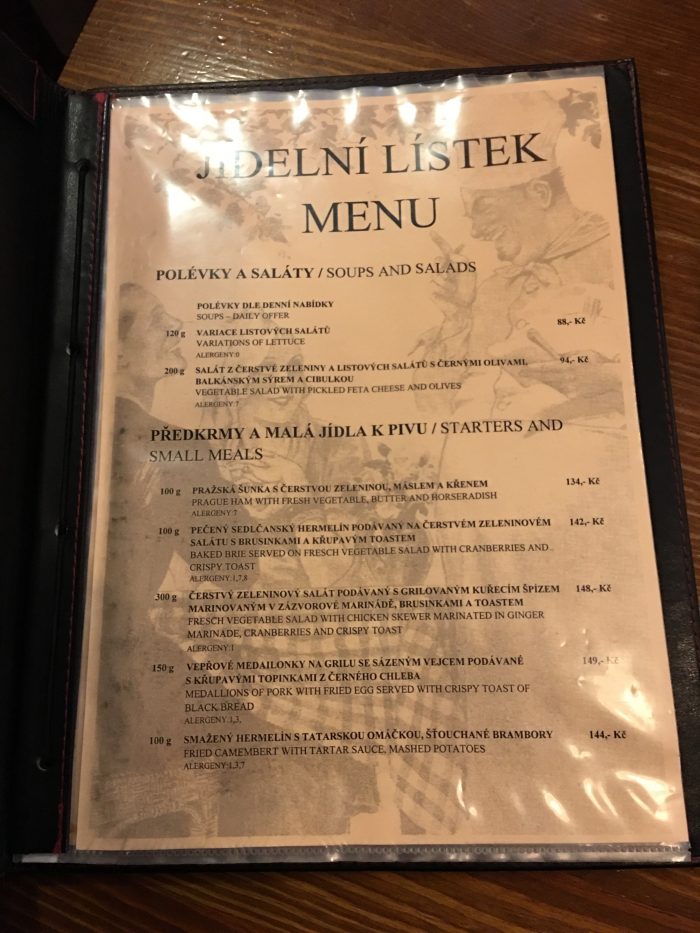 JÍDELNÍ LÍSTEK
MENU
POLÉVKY A SALÁTY / SOUPS AND SALADS
POLÉVKY DLE DENNÍ NABÍDKY
SOUPS – DAILY OFFER
120 g VARIACE LISTOVÝCH SALÁTŮ 88,- Kč
VARIATIONS OF LETTUCE
ALERGENY:0
200 g SALÁT Z ČERSTVÉ ZELENINY A LISTOVÝCH SALÁTŮ S ČERNÝMI OLIVAMI, 94,- Kč
BALKÁNSKÝM SÝREM A CIBULKOU
VEGETABLE SALAD WITH PICKLED FETA CHEESE AND OLIVES
ALERGENY:7
PŘEDKRMY A MALÁ JÍDLA K PIVU / STARTERS AND
SMALL MEALS
100 g PRAŽSKÁ ŠUNKA S ČERSTVOU ZELENINOU, MÁSLEM A KŘENEM 134,- Kč
PRAGUE HAM WITH FRESH VEGETABLE, BUTTER AND HORSERADISH
ALERGENY:7
100 g PEČENÝ SEDLČANSKÝ HERMELÍN PODÁVANÝ NA ČERSTVÉM ZELENINOVÉM 142,- Kč
SALÁTU S BRUSINKAMI A KŘUPAVÝM TOASTEM
BAKED BRIE SERVED ON FRESCH VEGETABLE SALAD WITH CRANBERRIES AND
CRISPY TOAST
ALERGENY:1,7,8
300 g ČERSTVÝ ZELENINOVÝ SALÁT PODÁVANÝ S GRILOVANÝM KUŘECÍM ŠPÍZEM 148,- Kč
MARINOVANÝM V ZÁZVOROVÉ MARINÁDĚ, BRUSINKAMI A TOASTEM
FRESCH VEGETABLE SALAD WITH CHICKEN SKEWER MARINATED IN GINGER
MARINADE, CRANBERRIES AND CRISPY TOAST
ALERGENY:1
150 g VEPŘOVÉ MEDAILONKY NA GRILU SE SÁZENÝM VEJCEM PODÁVANÉ 149,- Kč
S KŘUPAVÝMI TOPINKAMI Z ČERNÉHO CHLEBA
MEDALLIONS OF PORK WITH FRIED EGG SERVED WITH CRISPY TOAST OF
BLACK BREAD
ALERGENY:1,3,
100 g SMAŽENÝ HERMELÍN S TATARSKOU OMÁČKOU, ŠŤOUCHANÉ BRAMBORY 144,- Kč
FRIED CAMEMBERT WITH TARTAR SAUCE, MASHED POTATOES
ALERGENY:1,3,7